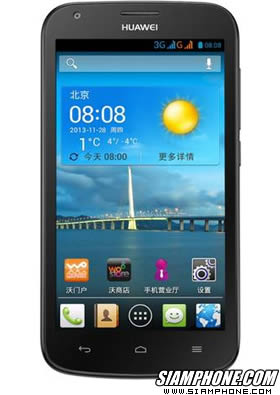 HUAWEI
3G G 08:08
北京
08:08
2013-11-28 周四
1°C 4°/-4°C
今天 08:00 更多详情
沃门户 沃商店 手机营业厅 设置
SIAMPHONE.COM
WWW.SIAMPHONE.COM